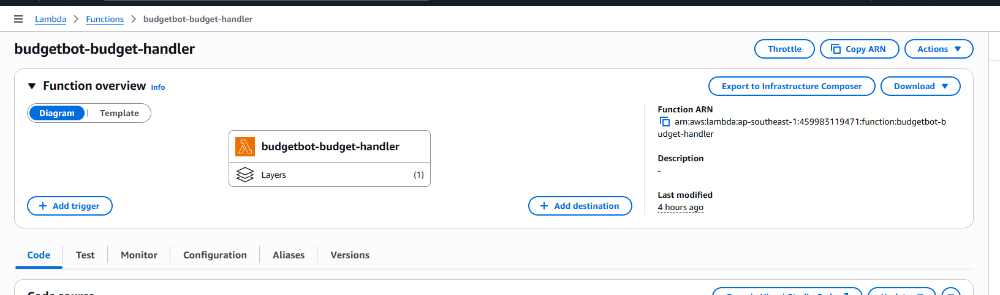 Lambda > Functions > budgetbot-budget-handler
budgetbot-budget-handler
Throttle Copy ARN Actions
Function overview Info
Export to Infrastructure Composer Download
Diagram Template
budgetbot-budget-handler
Layers (1)
+ Add trigger
+ Add destination
Function ARN
arn:aws:lambda:ap-southeast-1:459983119471:function:budgetbot-b
udget-handler
Description
-
Last modified
4 hours ago
Code Test Monitor Configuration Aliases Versions
Code source